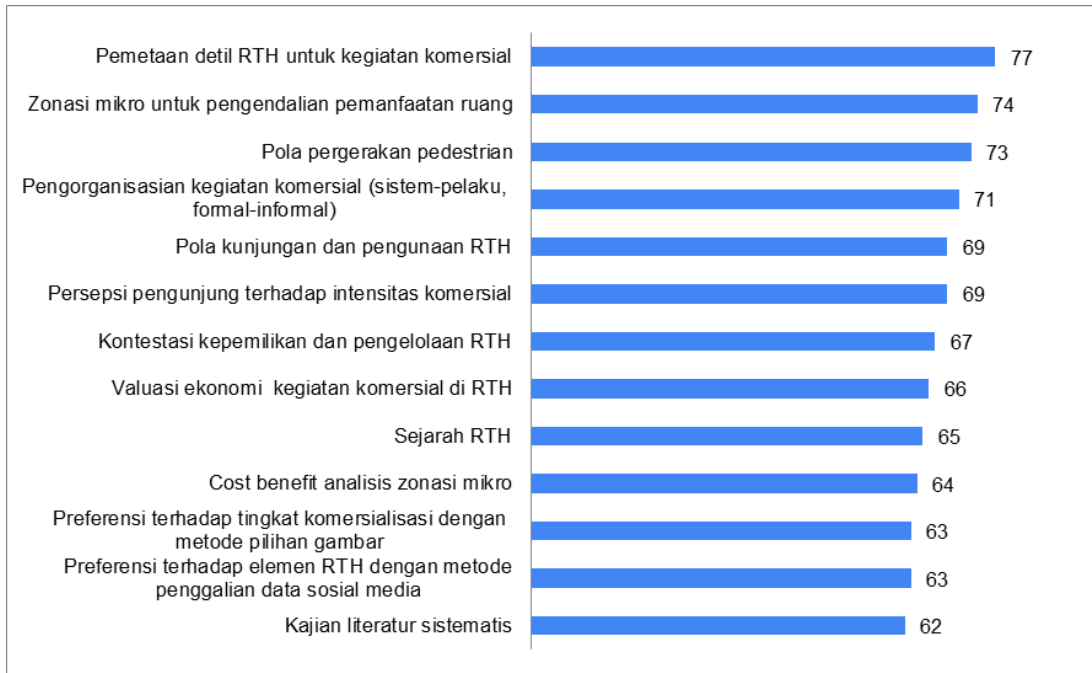 Pemetaan detil RTH untuk kegiatan komersial 77
Zonasi mikro untuk pengendalian pemanfaatan ruang 74
Pola pergerakan pedestrian 73
Pengorganisasian kegiatan komersial (sistem-pelaku,
formal-informal) 71
Pola kunjungan dan pengunaan RTH 69
Persepsi pengunjung terhadap intensitas komersial 69
Kontestasi kepemilikan dan pengelolaan RTH 67
Valuasi ekonomi kegiatan komersial di RTH 66
Sejarah RTH 65
Cost benefit analisis zonasi mikro 64
Preferensi terhadap tingkat komersialisasi dengan
metode pilihan gambar 63
Preferensi terhadap elemen RTH dengan metode
penggalian data sosial media 63
Kajian literatur sistematis 62